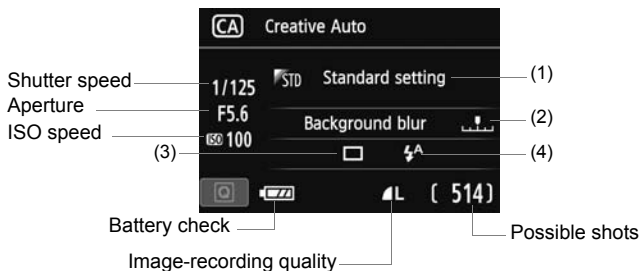 CA Creative Auto
Shutter speed
1/125
STD Standard setting
(1)
Aperture
F5.6
Background blur
(2)
ISO speed
ISO 100
(3)
A
(4)
Q
L
( 514)
Battery check
Possible shots
Image-recording quality